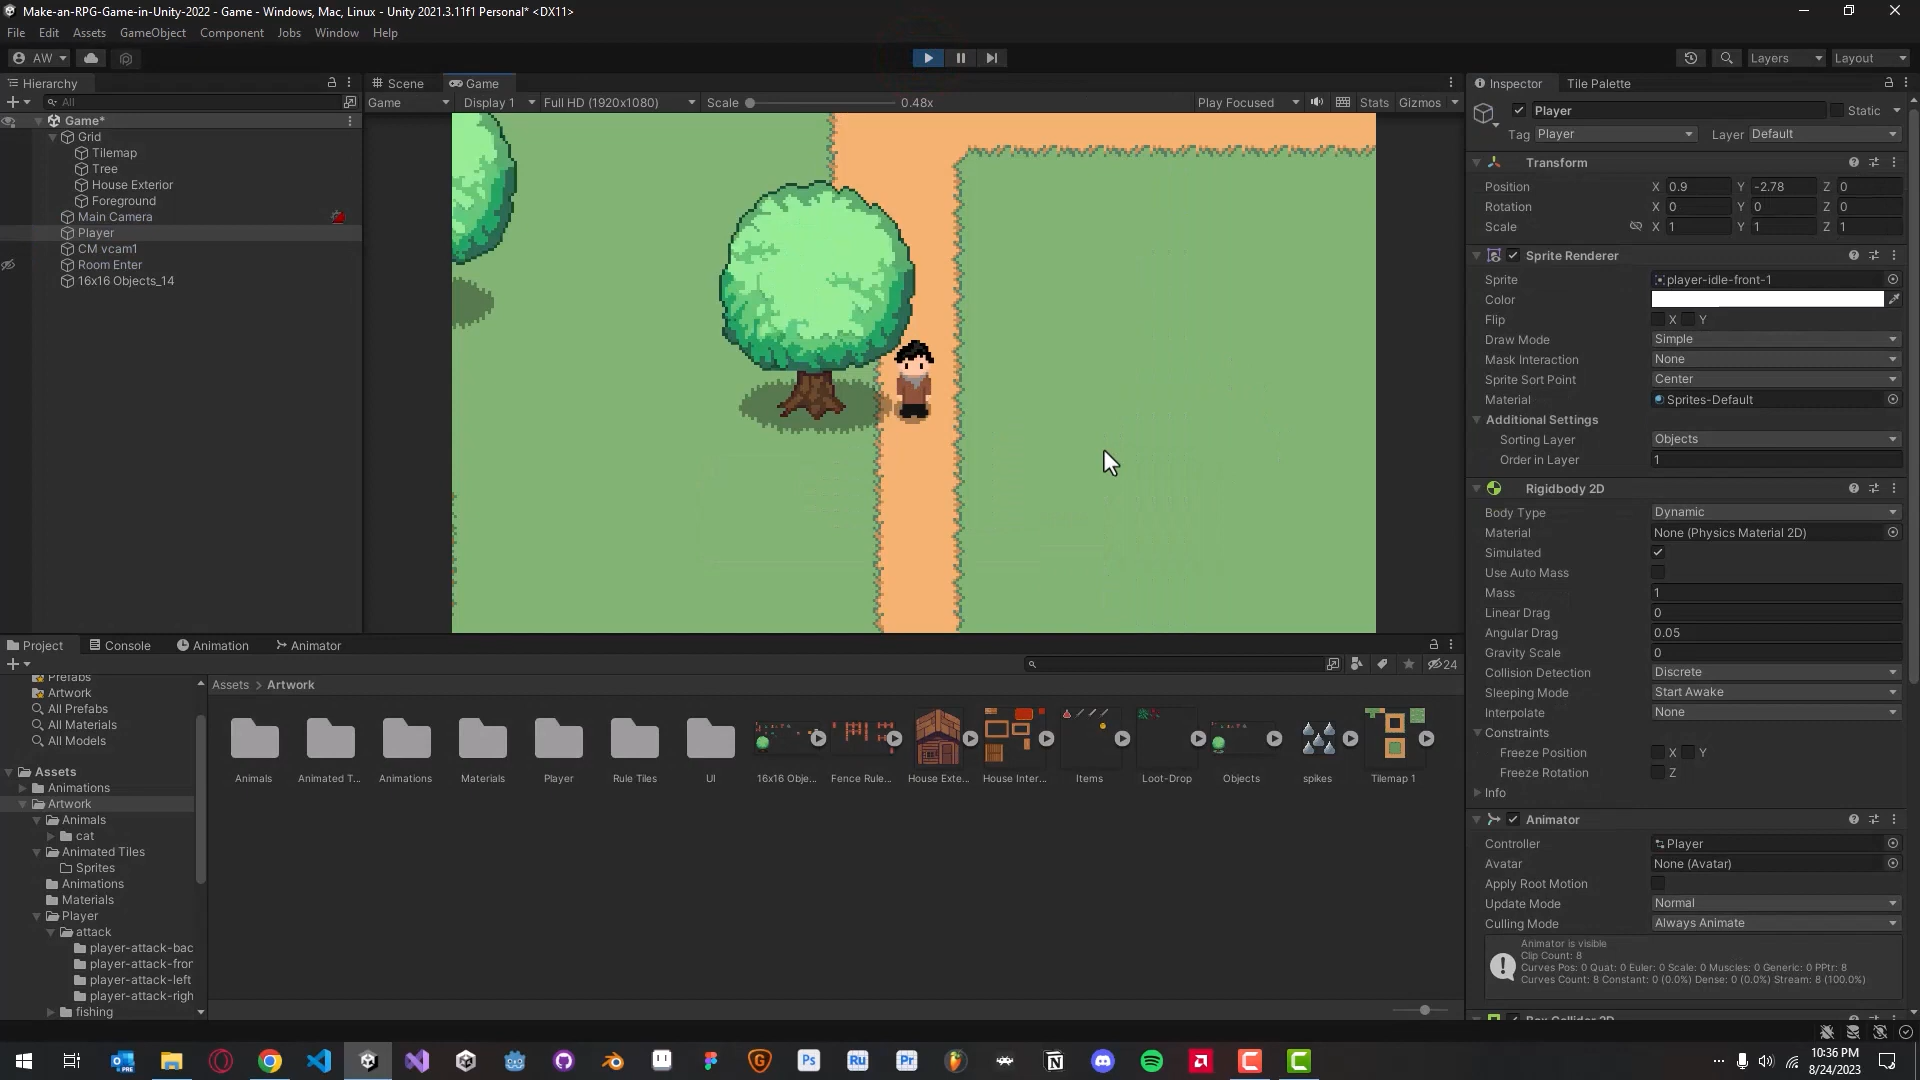 Make-an-RPG-Game-in-Unity-2022 - Game - Windows, Mac, Linux - Unity 2021.3.11f1 Personal* <DX11>
File Edit Assets GameObject Component Jobs Window Help
AW Layers Layout
Hierarchy
All
Game*
Grid
Tilemap
Tree
House Exterior
Foreground
Main Camera
Player
CM vcam1
Room Enter
16x16 Objects_14
Scene Game
Game Display 1 Full HD (1920x1080) Scale 0.48x Play Focused Stats Gizmos
Inspector Tile Palette
Player Static
Tag Player Layer Default
Transform
Position X 0.9 Y -2.78 Z 0
Rotation X 0 Y 0 Z 0
Scale X 1 Y 1 Z 1
Sprite Renderer
Sprite player-idle-front-1
Color
Flip X Y
Draw Mode Simple
Mask Interaction None
Sprite Sort Point Center
Material Sprites-Default
Additional Settings
Sorting Layer Objects
Order in Layer 1
Rigidbody 2D
Body Type Dynamic
Material None (Physics Material 2D)
Simulated
Use Auto Mass
Mass 1
Linear Drag 0
Angular Drag 0.05
Gravity Scale 0
Collision Detection Discrete
Sleeping Mode Start Awake
Interpolate None
Constraints
Freeze Position X Y
Freeze Rotation Z
Info
Animator
Controller Player
Avatar None (Avatar)
Apply Root Motion
Update Mode Normal
Culling Mode Always Animate
Animator is visible
Clip Count: 8
Curves Pos: 0 Quat: 0 Euler: 0 Scale: 0 Muscles: 0 Generic: 0 PPtr: 8
Curves Count: 8 Constant: 0 (0.0%) Dense: 0 (0.0%) Stream: 8 (100.0%)
Box Collider 2D
Project Console Animation Animator
24
Prefabs
Artwork
All Prefabs
All Materials
All Models
Assets
Animations
Artwork
Animals
cat
Animated Tiles
Sprites
Animations
Materials
Player
attack
player-attack-bac
player-attack-fror
player-attack-left
player-attack-righ
fishing
Assets > Artwork
Animals Animated T... Animations Materials Player Rule Tiles UI 16x16 Obje... Fence Rule... House Exte... House Inter... Items Loot-Drop Objects spikes Tilemap 1
Ps Ru Pr
10:36 PM
8/24/2023